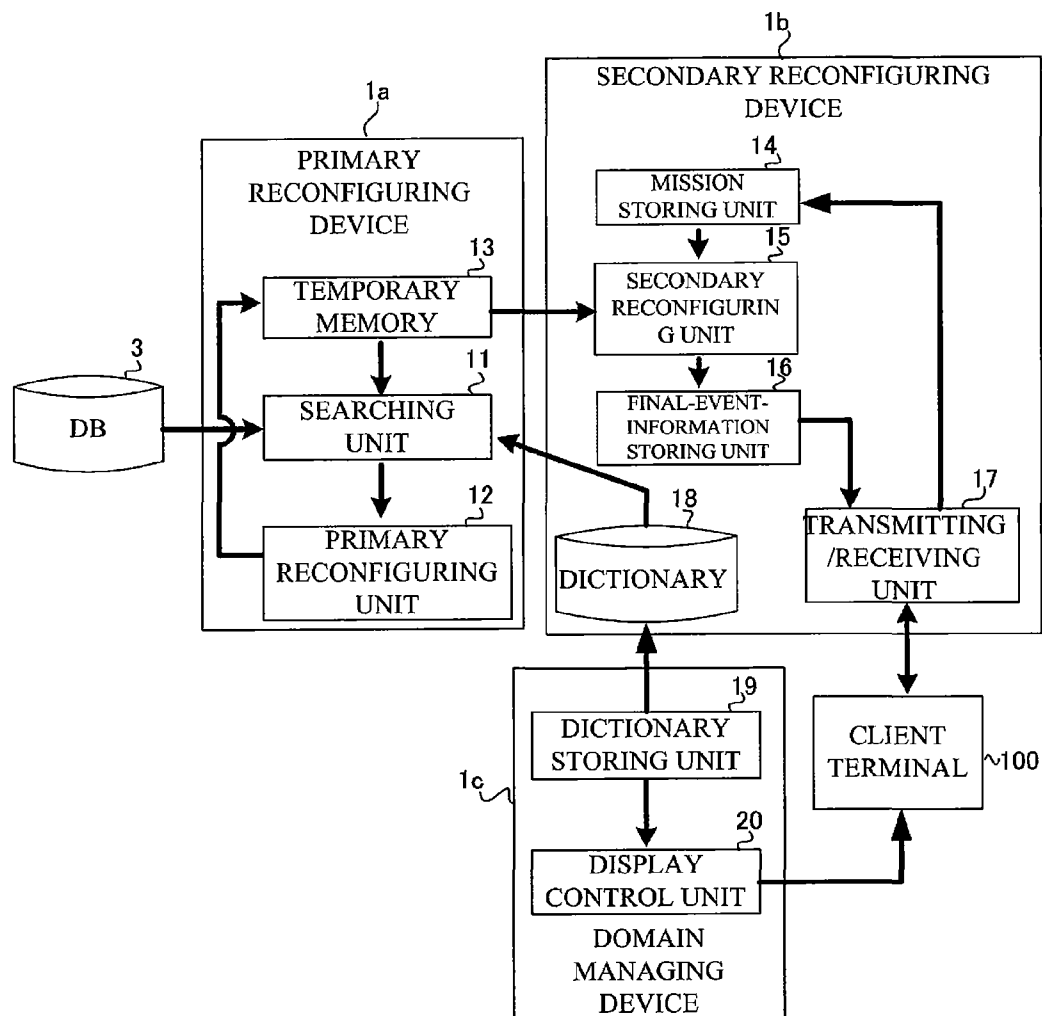 1b
SECONDARY RECONFIGURING
DEVICE
1a
PRIMARY
RECONFIGURING
DEVICE
14
MISSION
STORING UNIT
15
SECONDARY
RECONFIGURIN
G UNIT
13
TEMPORARY
MEMORY
3
DB
11
SEARCHING
UNIT
16
FINAL-EVENT-
INFORMATION
STORING UNIT
12
PRIMARY
RECONFIGURING
UNIT
18
DICTIONARY
17
TRANSMITTING
/RECEIVING
UNIT
19
DICTIONARY
STORING UNIT
1c
CLIENT
TERMINAL
100
20
DISPLAY
CONTROL UNIT
DOMAIN
MANAGING
DEVICE